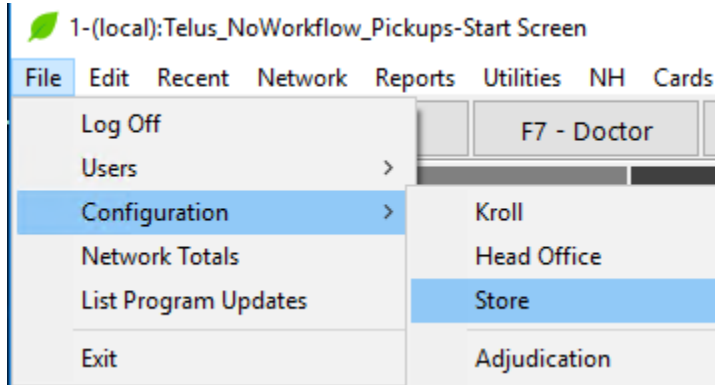 1-(local):Telus_NoWorkflow_Pickups-Start Screen
File Edit Recent Network Reports Utilities NH Cards
Log Off
F7 - Doctor
Users
Configuration
Kroll
Network Totals
Head Office
List Program Updates
Store
Exit
Adjudication